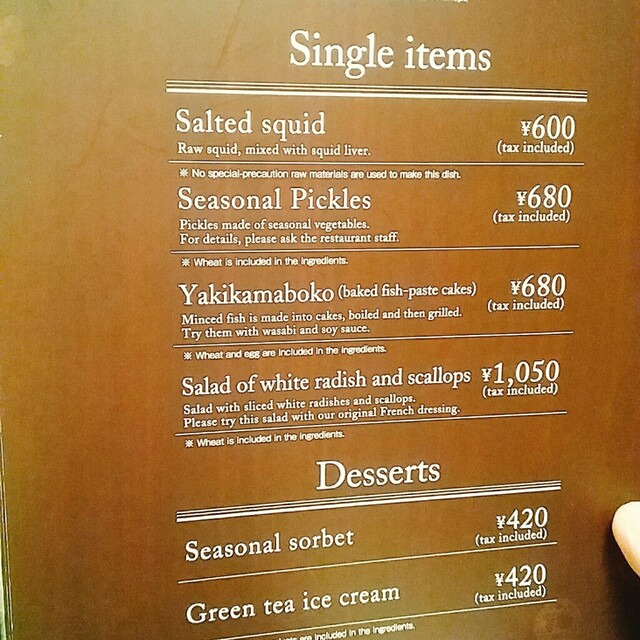 Single items
Salted squid ¥600
Raw squid, mixed with squid liver. (tax included)
※ No special-precaution raw materials are used to make this dish.
Seasonal Pickles ¥680
(tax included)
Pickles made of seasonal vegetables.
For details, please ask the restaurant staff.
※ Wheat is included in the ingredients.
Yakikamaboko (baked fish-paste cakes) ¥680
(tax included)
Minced fish is made into cakes, boiled and then grilled.
Try them with wasabi and soy sauce.
※ Wheat and egg are included in the ingredients.
Salad of white radish and scallops ¥1,050
(tax included)
Salad with sliced white radishes and scallops.
Please try this salad with our original French dressing.
※ Wheat is included in the ingredients.
Desserts
Seasonal sorbet ¥420
(tax included)
Green tea ice cream ¥420
(tax included)
are included in the ingredients.